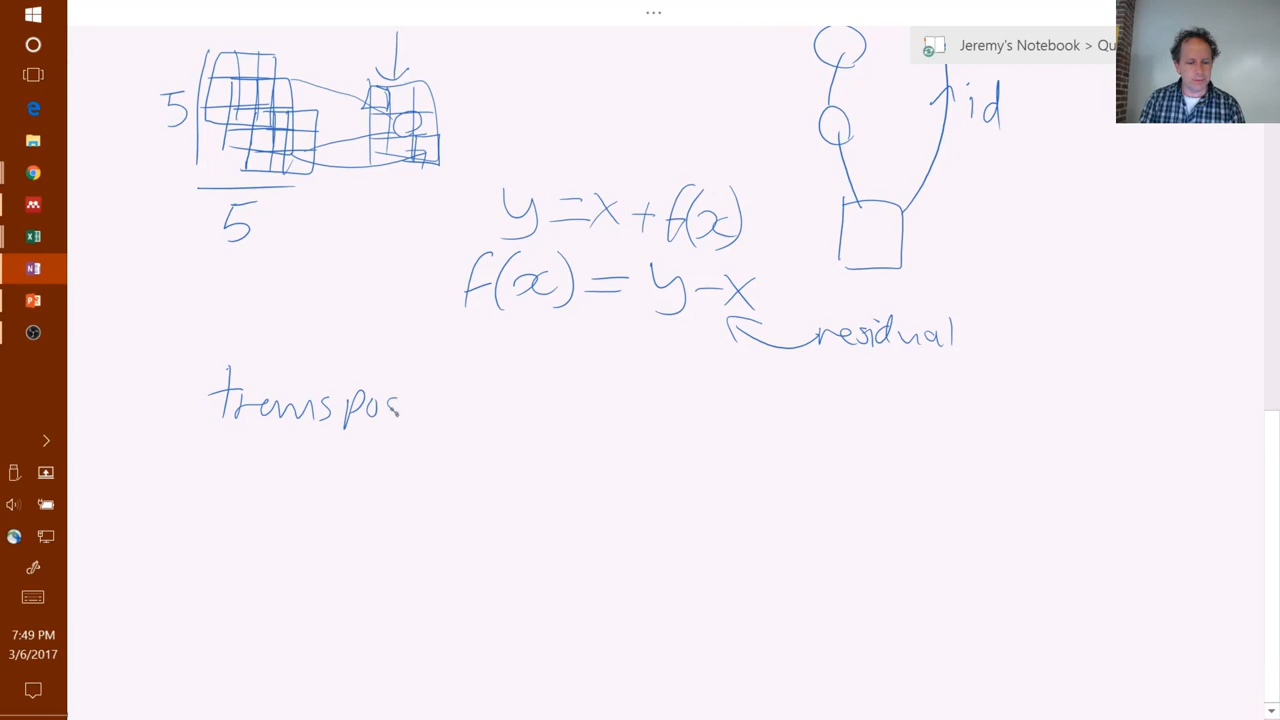 Jeremy's Notebook > Qu
5
id
5
y = x + f(x)
f(x) = y - x
residual
transpos
7:49 PM
3/6/2017